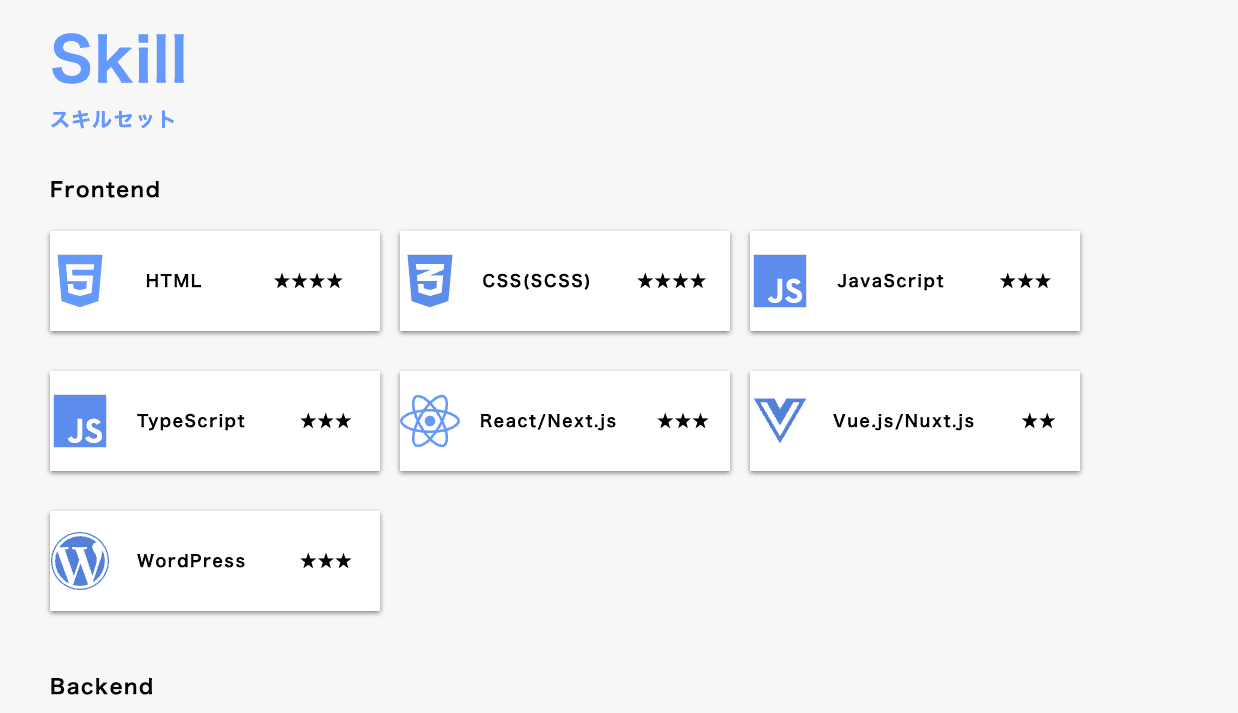 Skill
スキルセット
Frontend
5 HTML ★★★★
3 CSS(SCSS) ★★★★
JS JavaScript ★★★
JS TypeScript ★★★
React/Next.js ★★★
Vue.js/Nuxt.js ★★
W WordPress ★★★
Backend